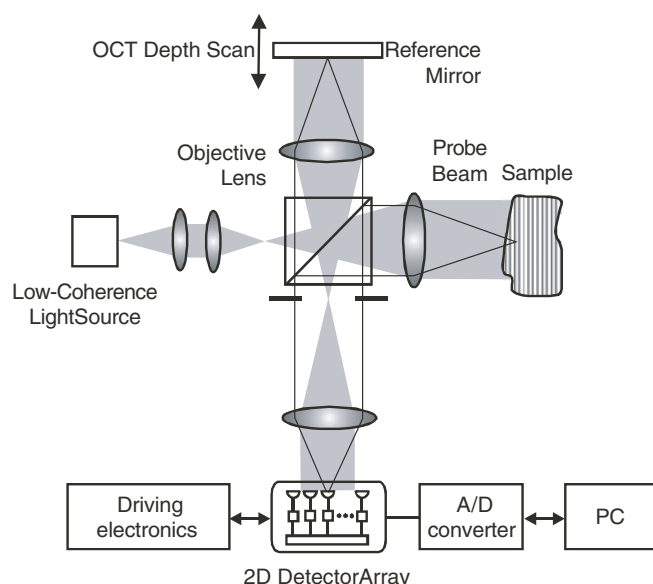 OCT Depth Scan
Reference
Mirror
Objective
Lens
Probe
Beam
Sample
Low-Coherence
LightSource
Driving
electronics
A/D
converter
PC
2D DetectorArray